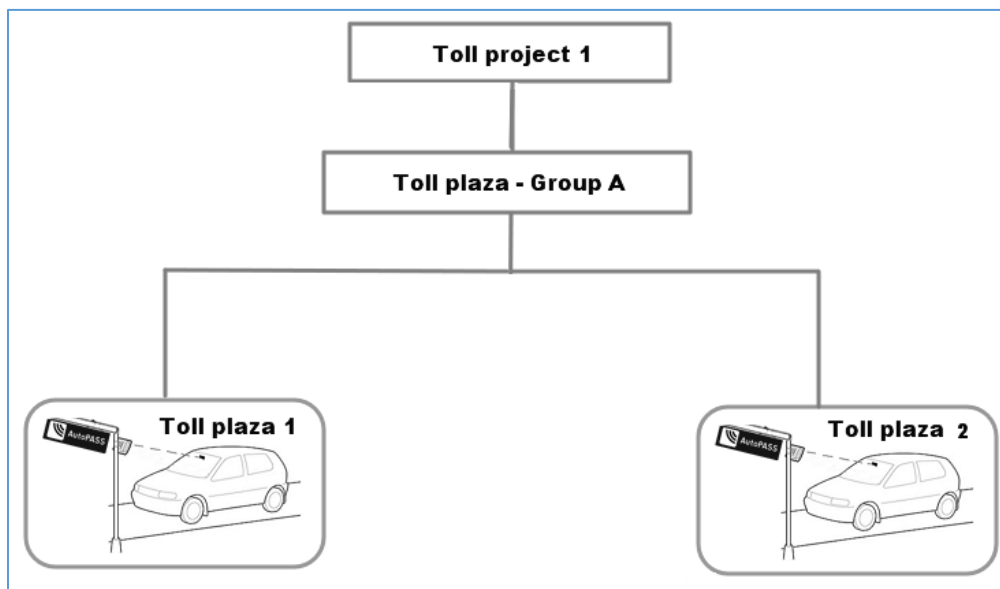 Toll project 1
Toll plaza - Group A
Toll plaza 1
AutoPASS
Toll plaza 2
AutoPASS